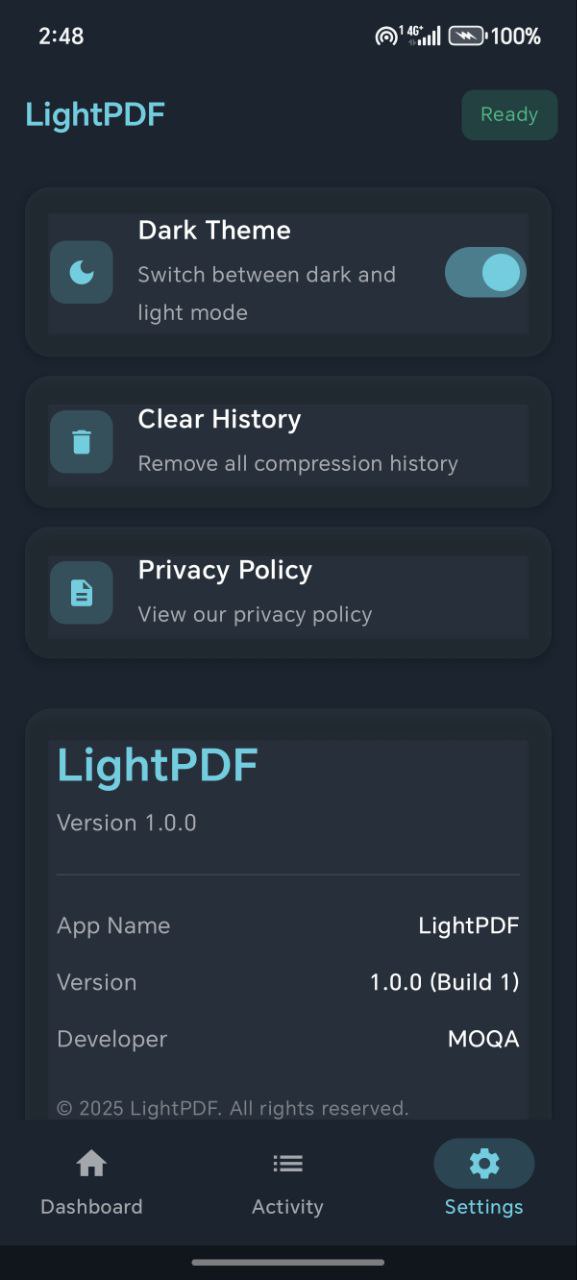 2:48
1 4G+ 100%
LightPDF
Ready
Dark Theme
Switch between dark and
light mode
Clear History
Remove all compression history
Privacy Policy
View our privacy policy
LightPDF
Version 1.0.0
App Name LightPDF
Version 1.0.0 (Build 1)
Developer MOQA
© 2025 LightPDF. All rights reserved.
Dashboard Activity Settings